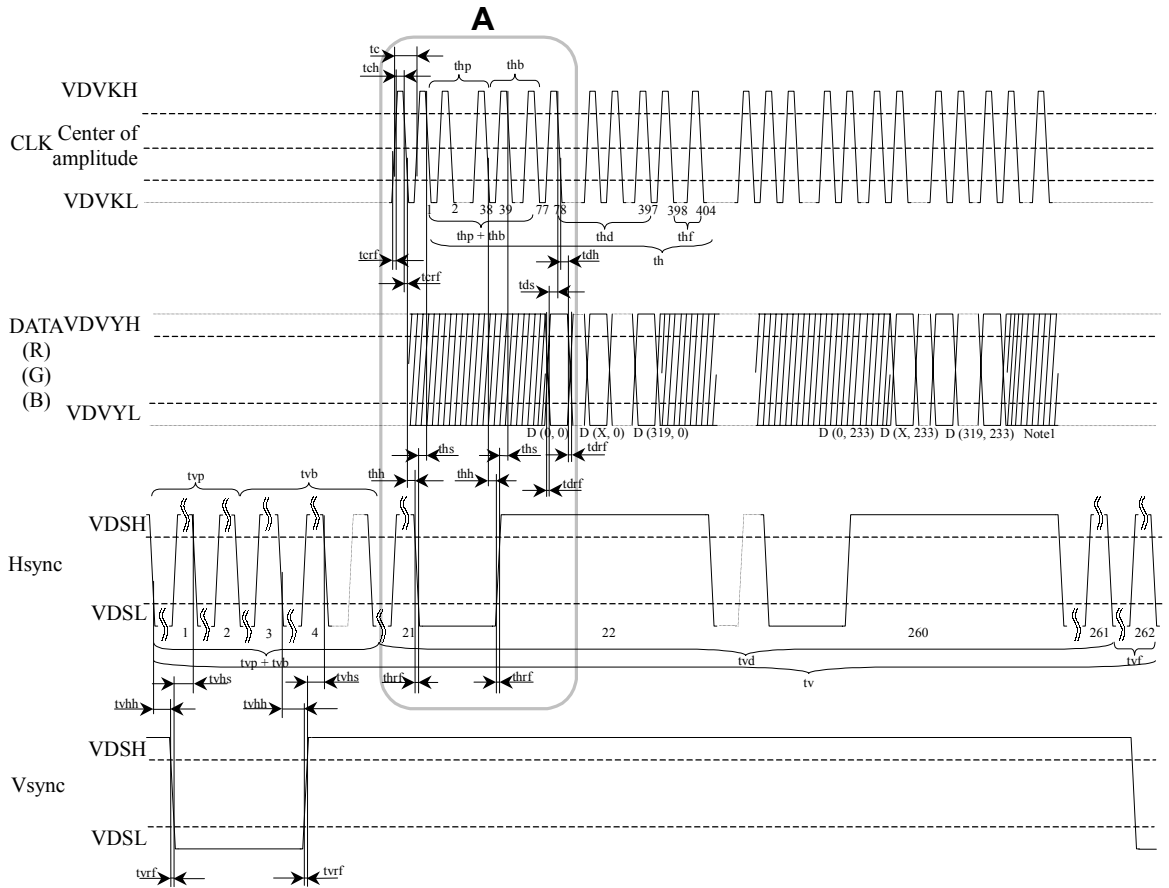 A
tc
tch
thp
thb
VDVKH
CLK
Center of
amplitude
VDVKL
1
2
38
39
77
78
397
398
404
thp + thb
thd
thf
th
tcrf
tcrf
tdh
tds
DATA
(R)
(G)
(B)
VDVYH
VDVYL
D (0, 0)
D (X, 0)
D (319, 0)
D (0, 233)
D (X, 233)
D (319, 233)
Note1
ths
ths
tdrf
thh
thh
tdrf
tvp
tvb
VDSH
Hsync
VDSL
1
2
3
4
21
22
260
261
262
tvp + tvb
tvd
tvf
tv
tvhs
tvhs
thrf
thrf
tvhh
tvhh
VDSH
Vsync
VDSL
tvrf
tvrf